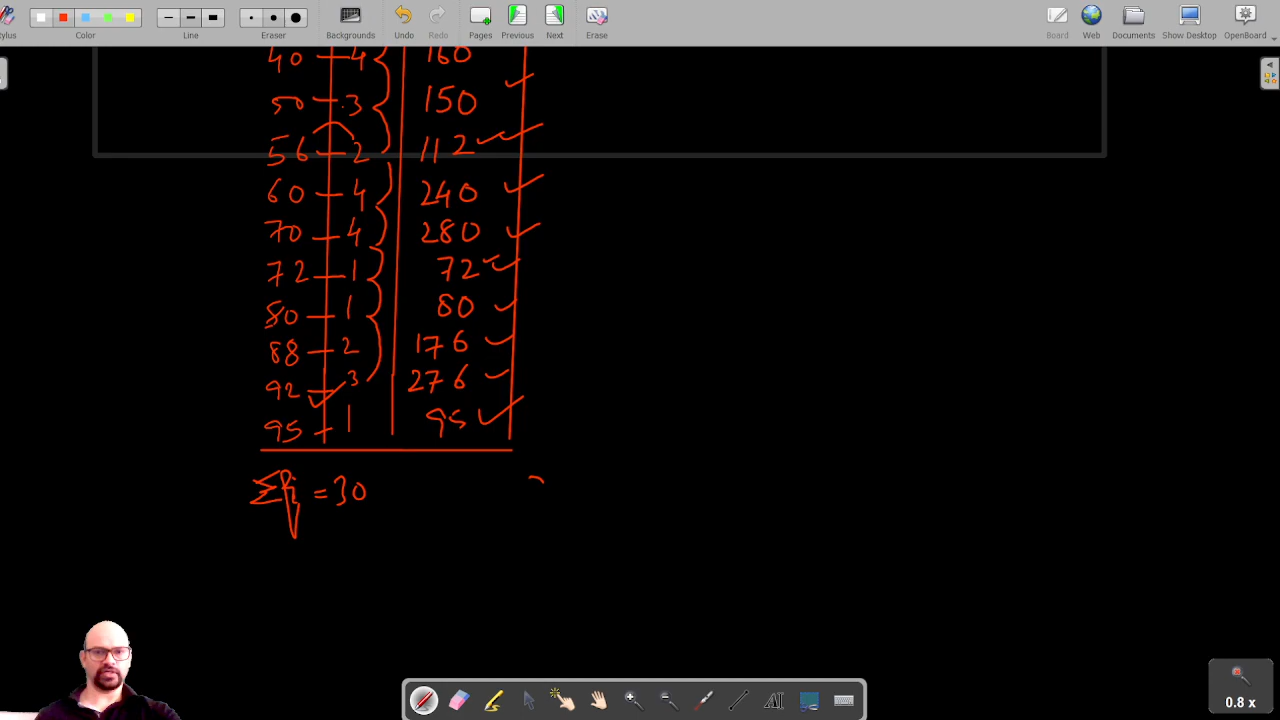 Stylus Color Line Eraser Backgrounds Undo Redo Pages Previous Next Erase Board Web Documents Show Desktop OpenBoard
40 4 160
50 3 150
56 2 112
60 4 240
70 4 280
72 1 72
80 1 80
88 2 176
92 3 276
95 1 95
Σfi = 30
AI
0.8 x